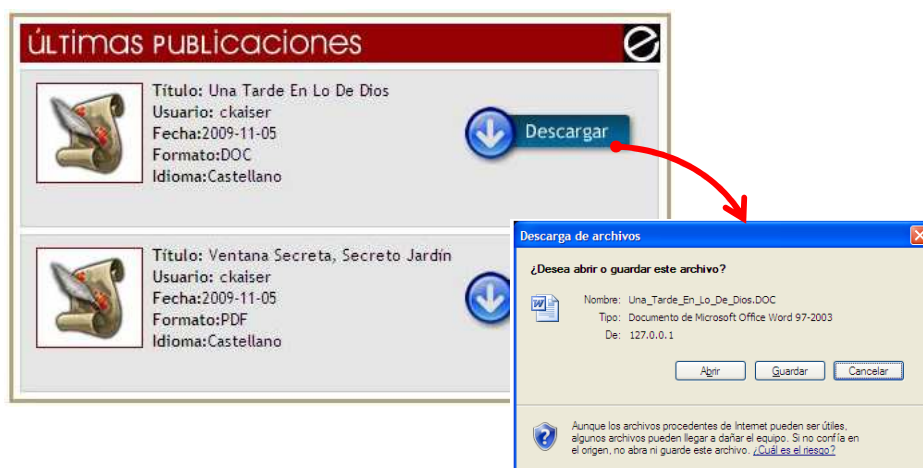 últimas publicaciones
Título: Una Tarde En Lo De Dios
Usuario: ckaiser
Fecha:2009-11-05
Formato:DOC
Idioma:Castellano
Descargar
Título: Ventana Secreta, Secreto Jardín
Usuario: ckaiser
Fecha:2009-11-05
Formato:PDF
Idioma:Castellano
Descarga de archivos
¿Desea abrir o guardar este archivo?
Nombre: Una_Tarde_En_Lo_De_Dios.DOC
Tipo: Documento de Microsoft Office Word 97-2003
De: 127.0.0.1
Abrir Guardar Cancelar
Aunque los archivos procedentes de Internet pueden ser útiles,
algunos archivos pueden llegar a dañar el equipo. Si no confía en
el origen, no abra ni guarde este archivo. ¿Cuál es el riesgo?